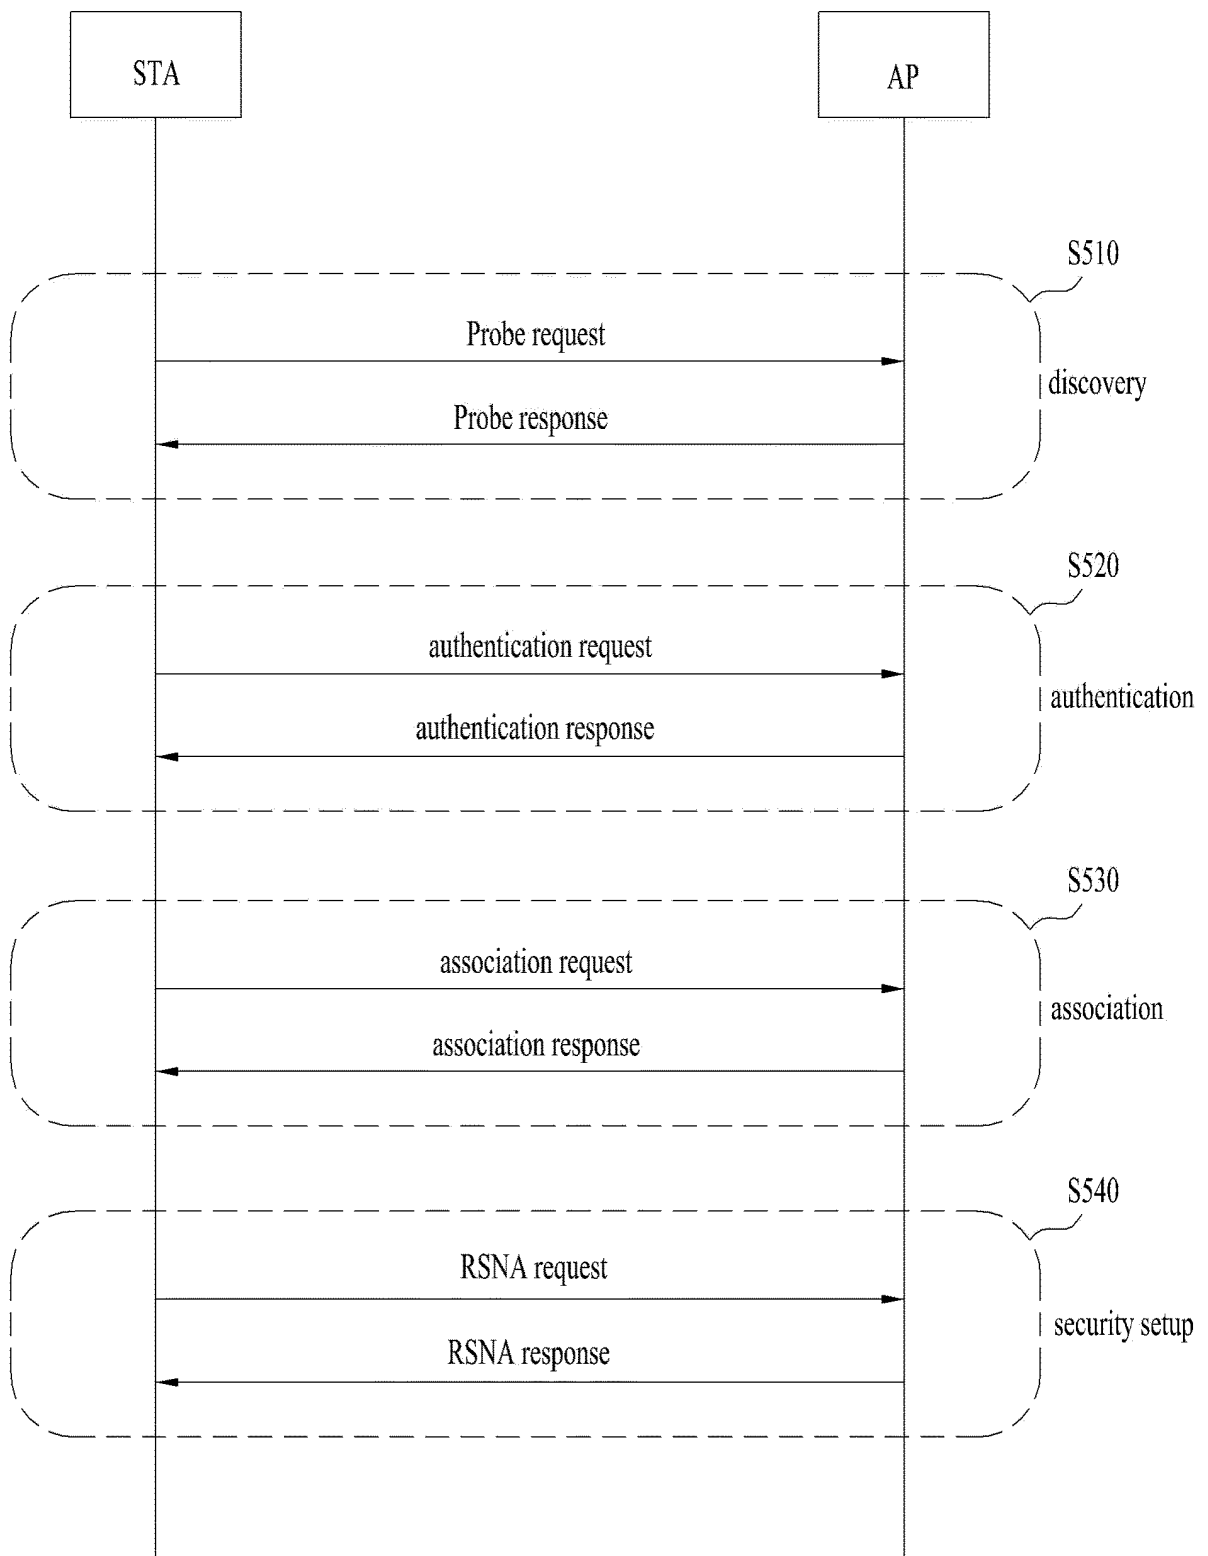 STA
AP
S510
Probe request
discovery
Probe response
S520
authentication request
authentication
authentication response
S530
association request
association
association response
S540
RSNA request
security setup
RSNA response